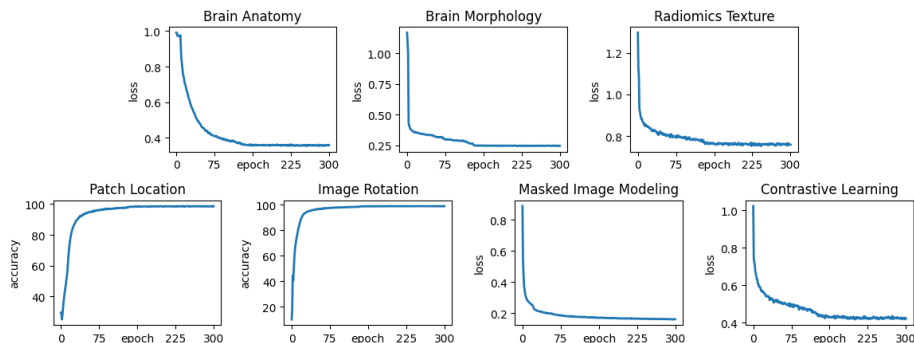 Brain Anatomy
1.0
0.8
0.6
0.4
loss
0 75 epoch 225 300
Brain Morphology
1.00
0.75
0.50
0.25
loss
0 75 epoch 225 300
Radiomics Texture
1.2
1.0
0.8
loss
0 75 epoch 225 300
Patch Location
100
80
60
40
accuracy
0 75 epoch 225 300
Image Rotation
100
80
60
40
20
accuracy
0 75 epoch 225 300
Masked Image Modeling
0.8
0.6
0.4
0.2
loss
0 75 epoch 225 300
Contrastive Learning
1.0
0.8
0.6
0.4
loss
0 75 epoch 225 300